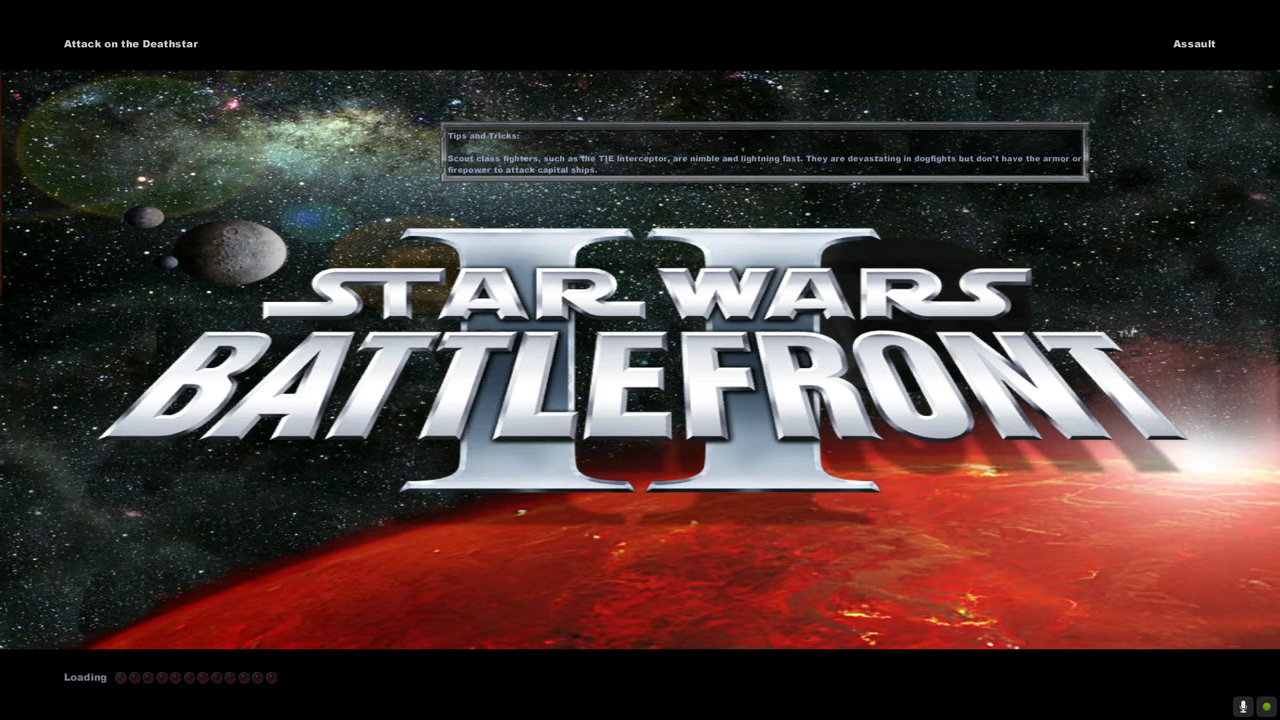 Attack on the Deathstar
Assault
Tips and Tricks:
Scout class fighters, such as the TIE Interceptor, are nimble and lightning fast. They are devastating in dogfights but don't have the armor or
firepower to attack capital ships.
II
STAR WARS
BATTLEFRONT™
Loading